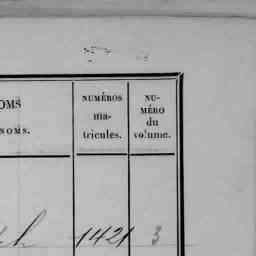 OMS
NOMS.
NUMÉROS
ma-
tricules.
NU-
MÉRO
du
volume.
1421 3